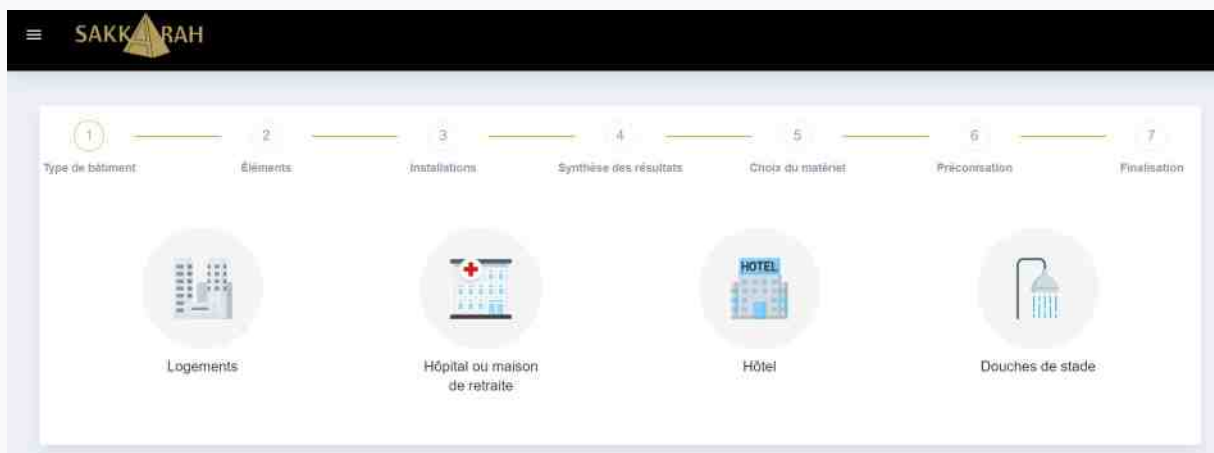 SAKKARAH
1 2 3 4 5 6 7
Type de bâtiment Éléments Installations Synthèse des résultats Choix du matériel Préconisation Finalisation
HOTEL
Logements Hôpital ou maison Hôtel Douches de stade
de retraite